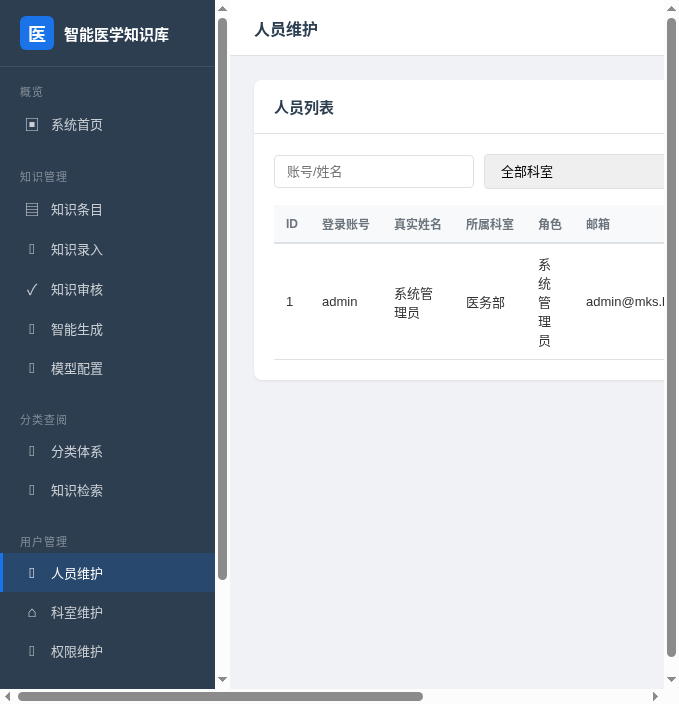 医 智能医学知识库
概览
系统首页
知识管理
知识条目
知识录入
知识审核
智能生成
模型配置
分类查阅
分类体系
知识检索
用户管理
人员维护
科室维护
权限维护
人员维护
人员列表
账号/姓名 全部科室
ID 登录账号 真实姓名 所属科室 角色 邮箱
1 admin 系统管理员 医务部 系统管理员 admin@mks.l